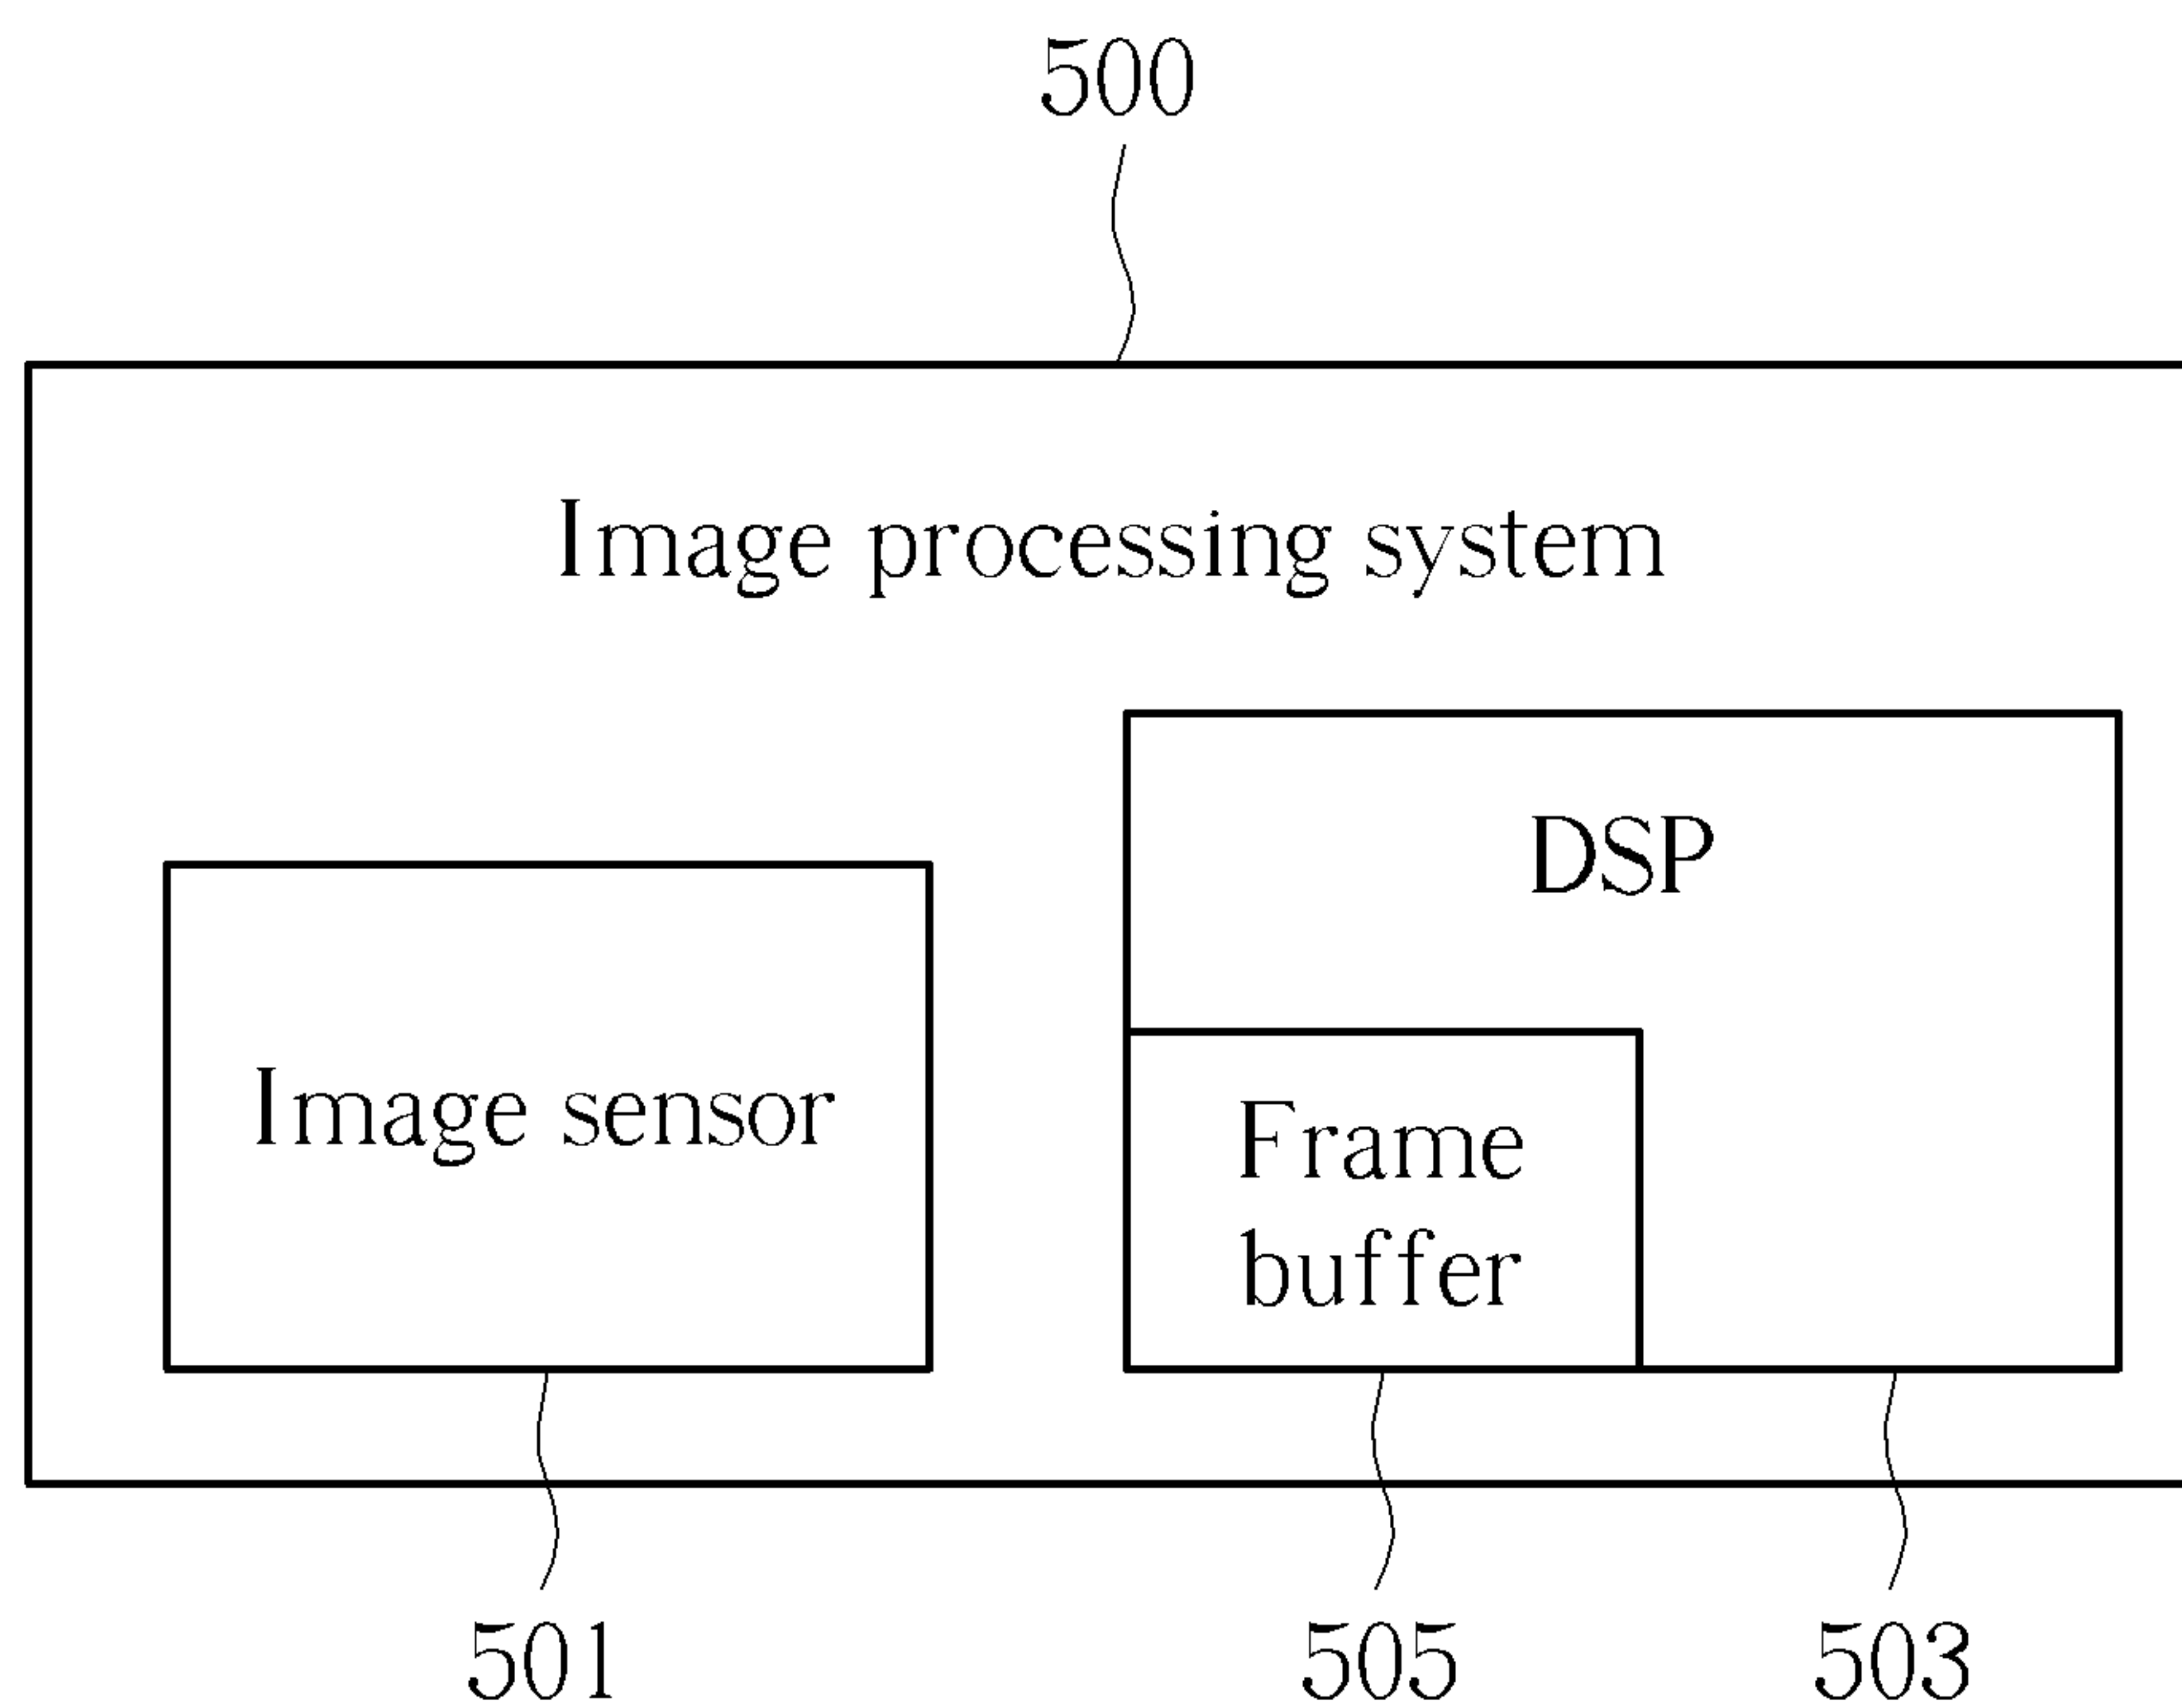 500
Image processing system
DSP
Image sensor
Frame
buffer
501
505
503